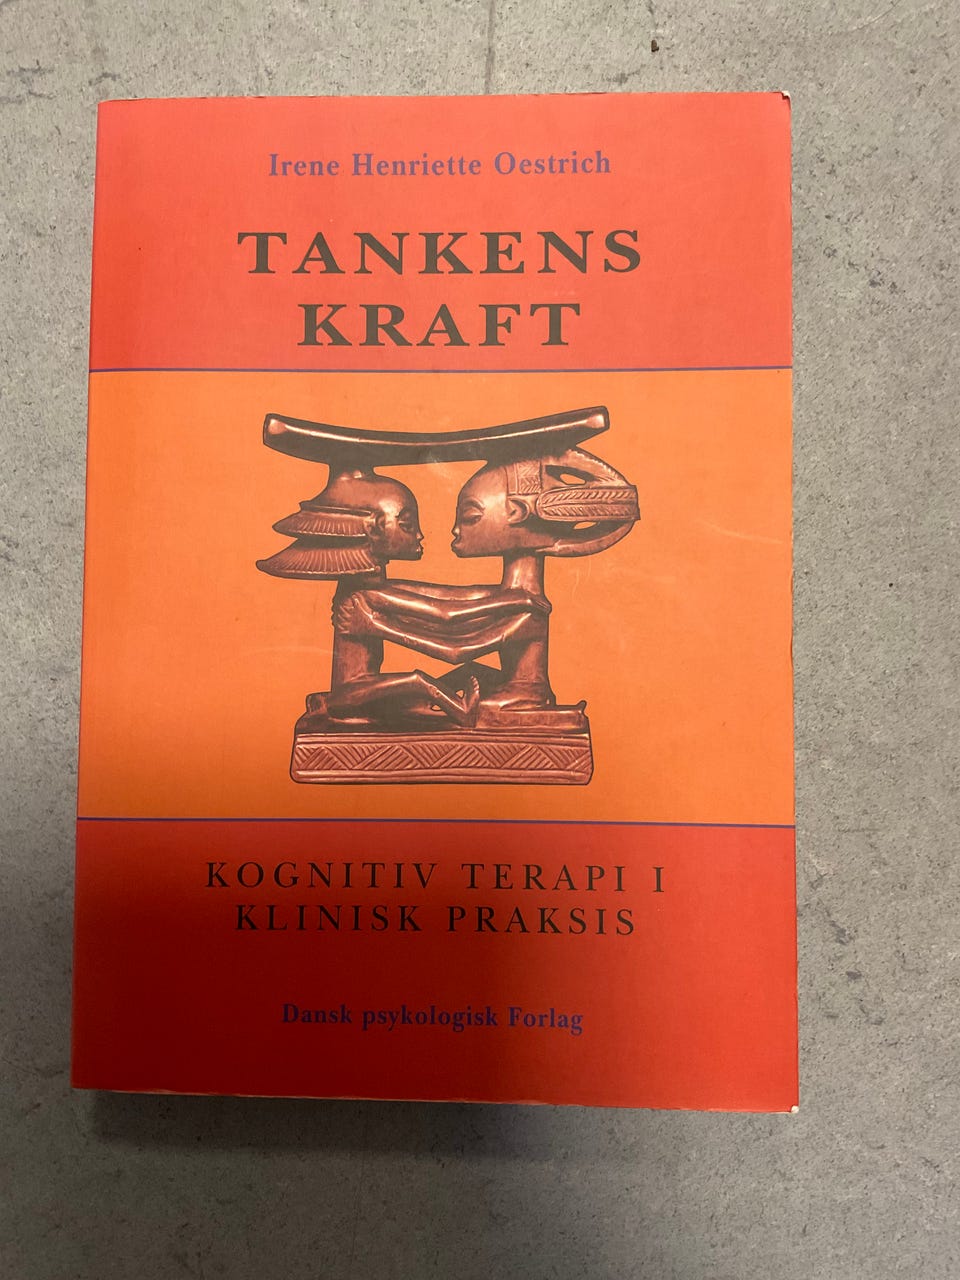 Irene Henriette Oestrich
TANKENS
KRAFT
KOGNITIV TERAPI I
KLINISK PRAKSIS
Dansk psykologisk Forlag